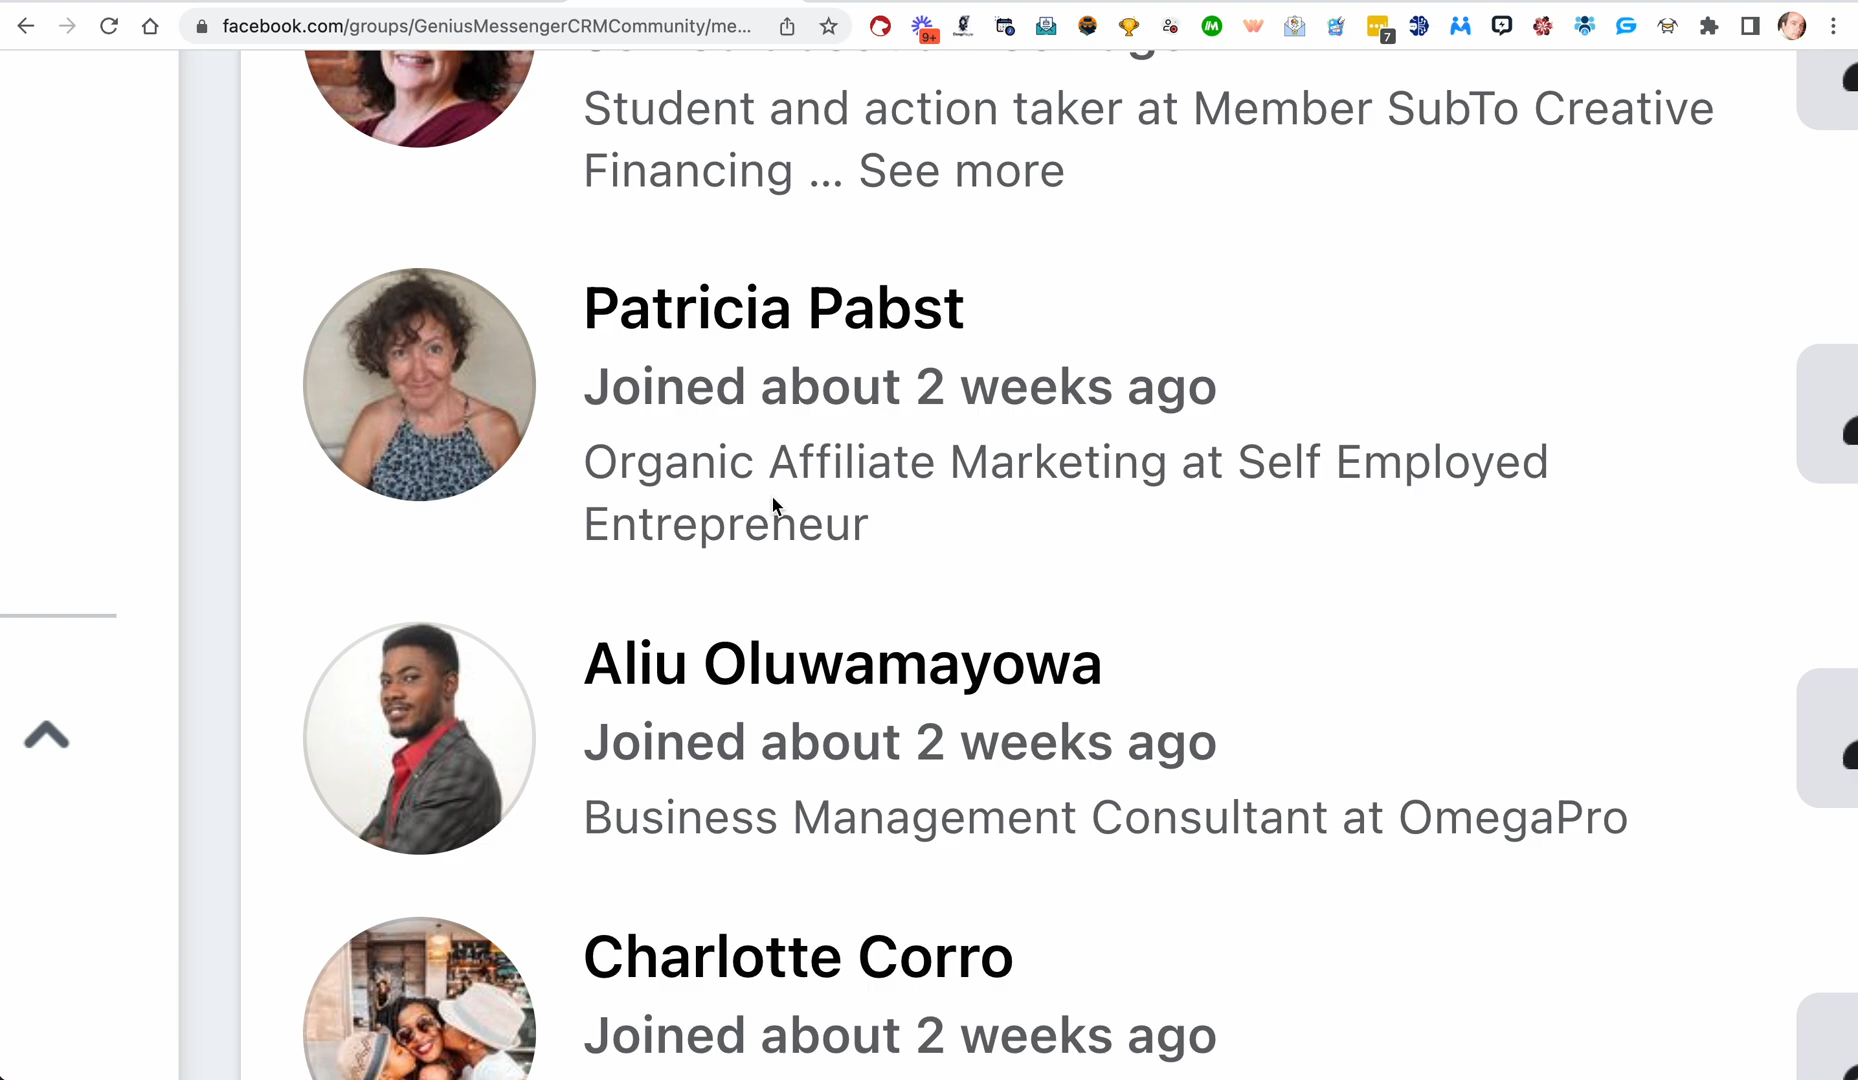 facebook.com/groups/GeniusMessengerCRMCommunity/me...
9+
7
Student and action taker at Member SubTo Creative
Financing ... See more
Patricia Pabst
Joined about 2 weeks ago
Organic Affiliate Marketing at Self Employed
Entrepreneur
Aliu Oluwamayowa
Joined about 2 weeks ago
Business Management Consultant at OmegaPro
Charlotte Corro
Joined about 2 weeks ago